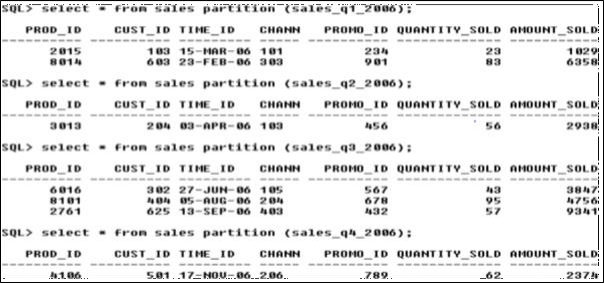 SQL> select * from sales partition (sales_q1_2006);
PROD_ID CUST_ID TIME_ID CHANN PROMO_ID QUANTITY_SOLD AMOUNT_SOLD
2015 103 15-MAR-06 101 234 23 1029
8014 603 23-FEB-06 303 901 83 6358
SQL> select * from sales partition (sales_q2_2006);
PROD_ID CUST_ID TIME_ID CHANN PROMO_ID QUANTITY_SOLD AMOUNT_SOLD
3013 204 03-APR-06 103 456 56 2938
SQL> select * from sales partition (sales_q3_2006);
PROD_ID CUST_ID TIME_ID CHANN PROMO_ID QUANTITY_SOLD AMOUNT_SOLD
6016 302 27-JUN-06 105 567 43 3847
8101 404 05-AUG-06 204 678 95 4756
2761 625 13-SEP-06 403 432 57 9341
SQL> select * from sales partition (sales_q4_2006);
PROD_ID CUST_ID TIME_ID CHANN PROMO_ID QUANTITY_SOLD AMOUNT_SOLD
4106 501 17-NOV-06 206 789 62 2374